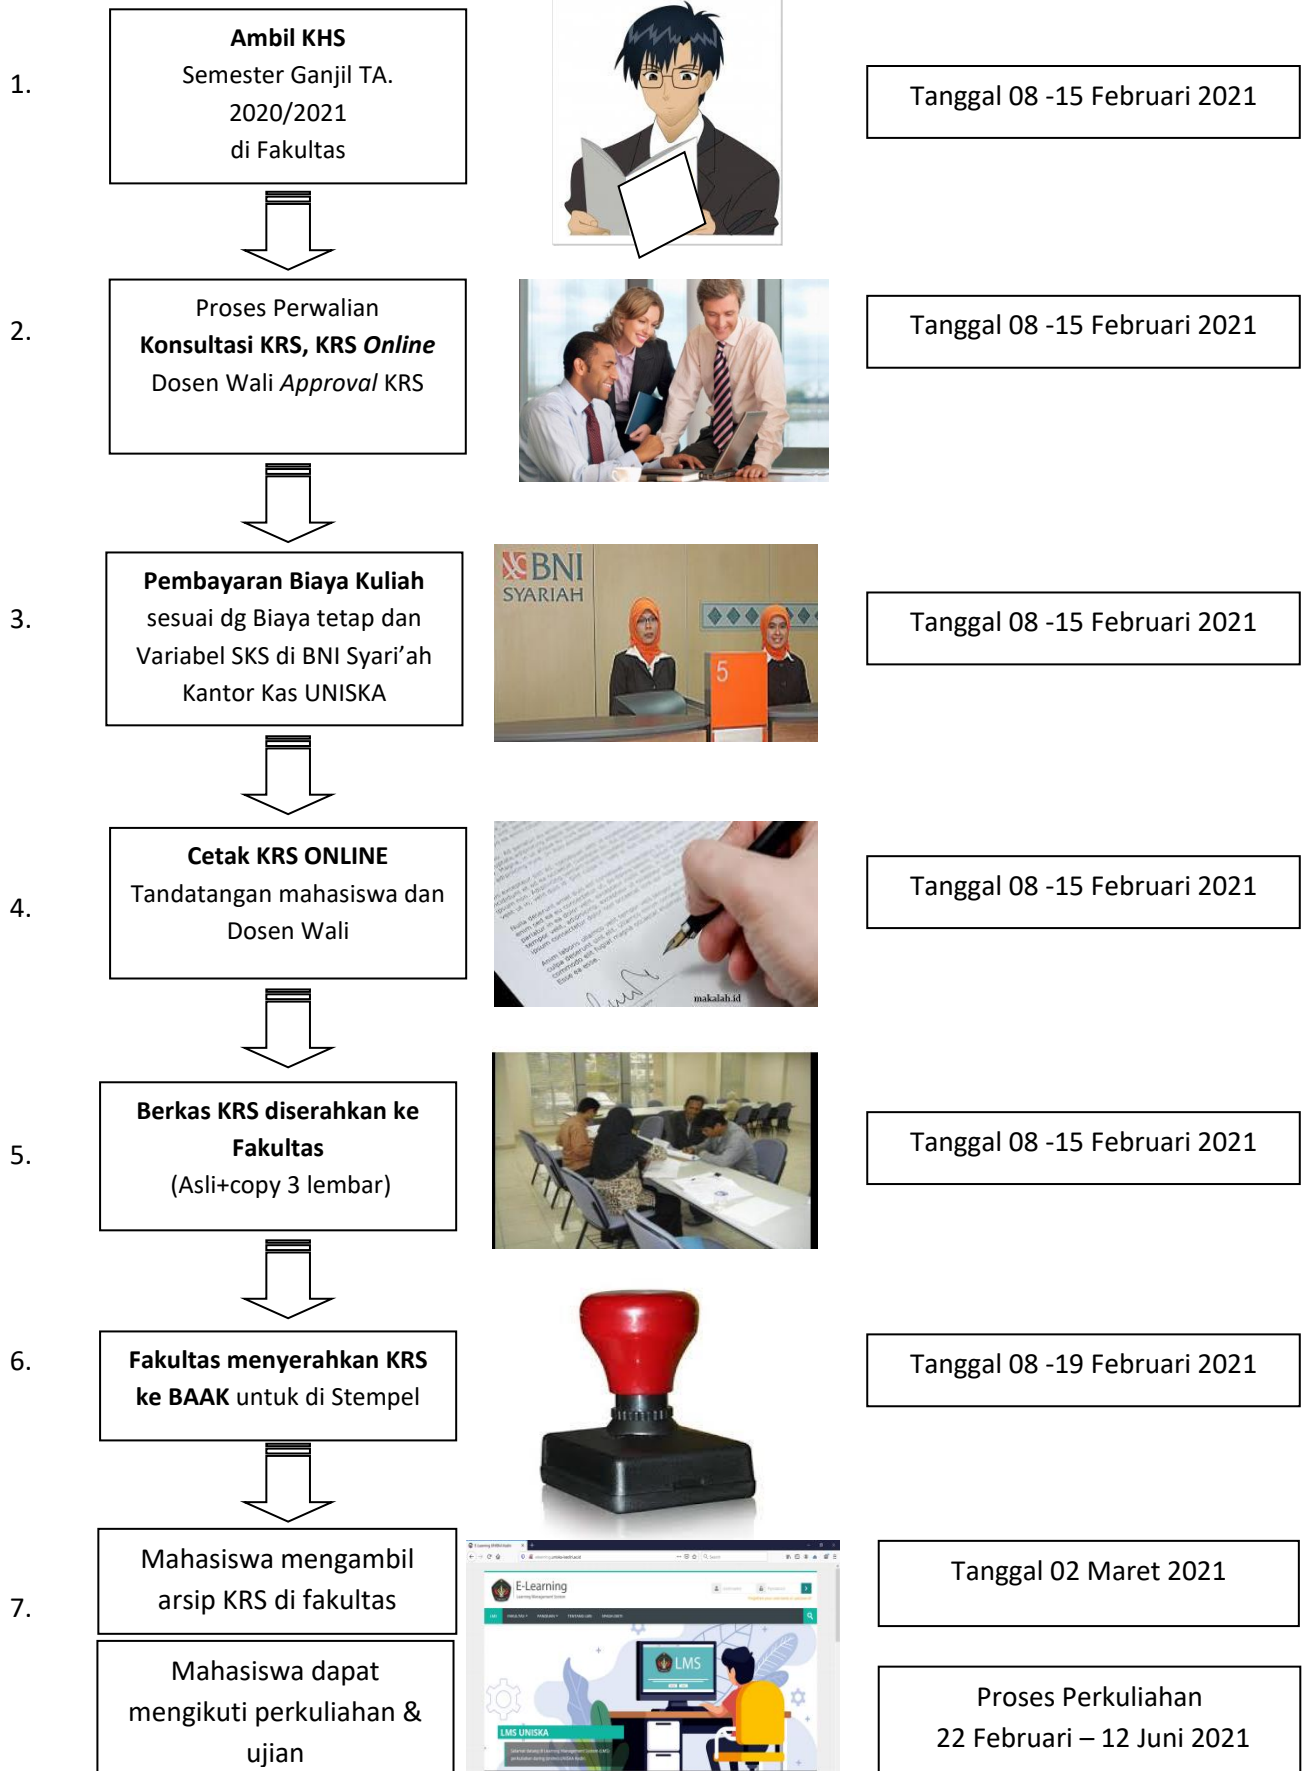 1.
Ambil KHS
Semester Ganjil TA.
2020/2021
di Fakultas
Tanggal 08 -15 Februari 2021
2.
Proses Perwalian
Konsultasi KRS, KRS Online
Dosen Wali Approval KRS
Tanggal 08 -15 Februari 2021
3.
Pembayaran Biaya Kuliah
sesuai dg Biaya tetap dan
Variabel SKS di BNI Syari’ah
Kantor Kas UNISKA
BNI
SYARIAH
5
Tanggal 08 -15 Februari 2021
4.
Cetak KRS ONLINE
Tandatangan mahasiswa dan
Dosen Wali
makalah.id
Tanggal 08 -15 Februari 2021
5.
Berkas KRS diserahkan ke
Fakultas
(Asli+copy 3 lembar)
Tanggal 08 -15 Februari 2021
6.
Fakultas menyerahkan KRS
ke BAAK untuk di Stempel
Tanggal 08 -19 Februari 2021
7.
Mahasiswa mengambil
arsip KRS di fakultas
E-Learning
Learning Management System
LMS
LMS UNISKA
Tanggal 02 Maret 2021
Mahasiswa dapat
mengikuti perkuliahan &
ujian
Proses Perkuliahan
22 Februari – 12 Juni 2021